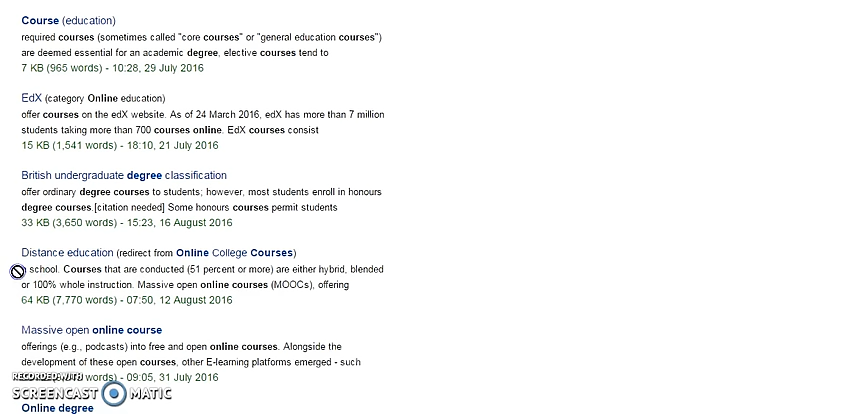 Course (education)
required courses (sometimes called "core courses" or "general education courses")
are deemed essential for an academic degree, elective courses tend to
7 KB (965 words) - 10:28, 29 July 2016
EdX (category Online education)
offer courses on the edX website. As of 24 March 2016, edX has more than 7 million
students taking more than 700 courses online. EdX courses consist
15 KB (1,541 words) - 18:10, 21 July 2016
British undergraduate degree classification
offer ordinary degree courses to students; however, most students enroll in honours
degree courses.[citation needed] Some honours courses permit students
33 KB (3,650 words) - 15:23, 16 August 2016
Distance education (redirect from Online College Courses)
school. Courses that are conducted (51 percent or more) are either hybrid, blended
or 100% whole instruction. Massive open online courses (MOOCs), offering
64 KB (7,770 words) - 07:50, 12 August 2016
Massive open online course
offerings (e.g., podcasts) into free and open online courses. Alongside the
development of these open courses, other E-learning platforms emerged - such
words) - 09:05, 31 July 2016
RECORDED WITH
SCREENCAST MATIC
Online degree